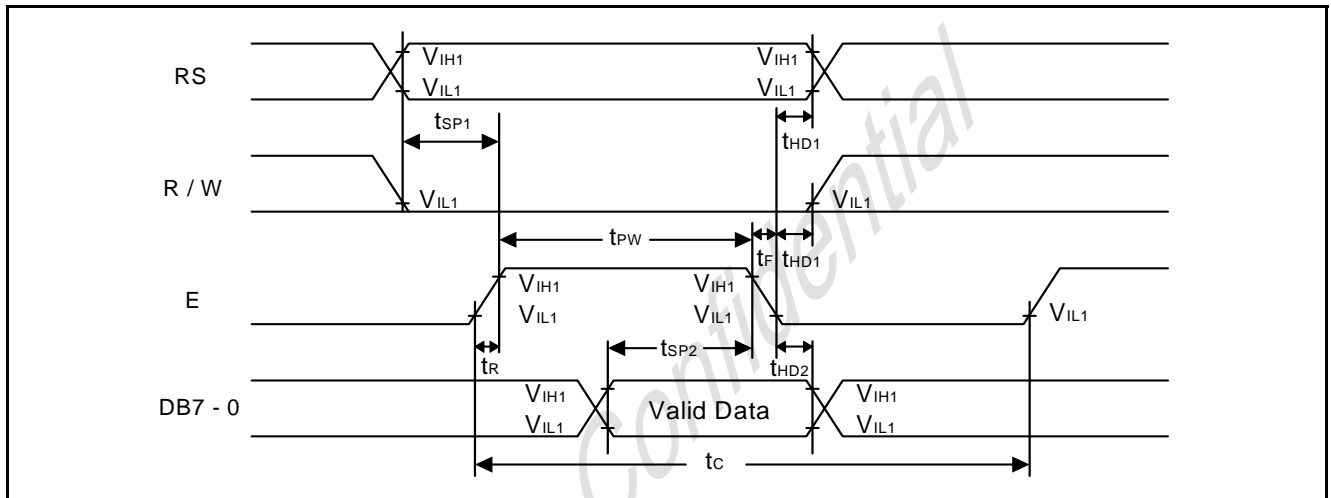 RS
VIH1
VIL1
VIH1
VIL1
tSP1
tHD1
R / W
VIL1
VIL1
tPW
tF
tHD1
E
VIH1
VIL1
VIH1
VIL1
VIL1
tR
tSP2
tHD2
DB7 - 0
VIH1
VIL1
Valid Data
VIH1
VIL1
tC
Confidential